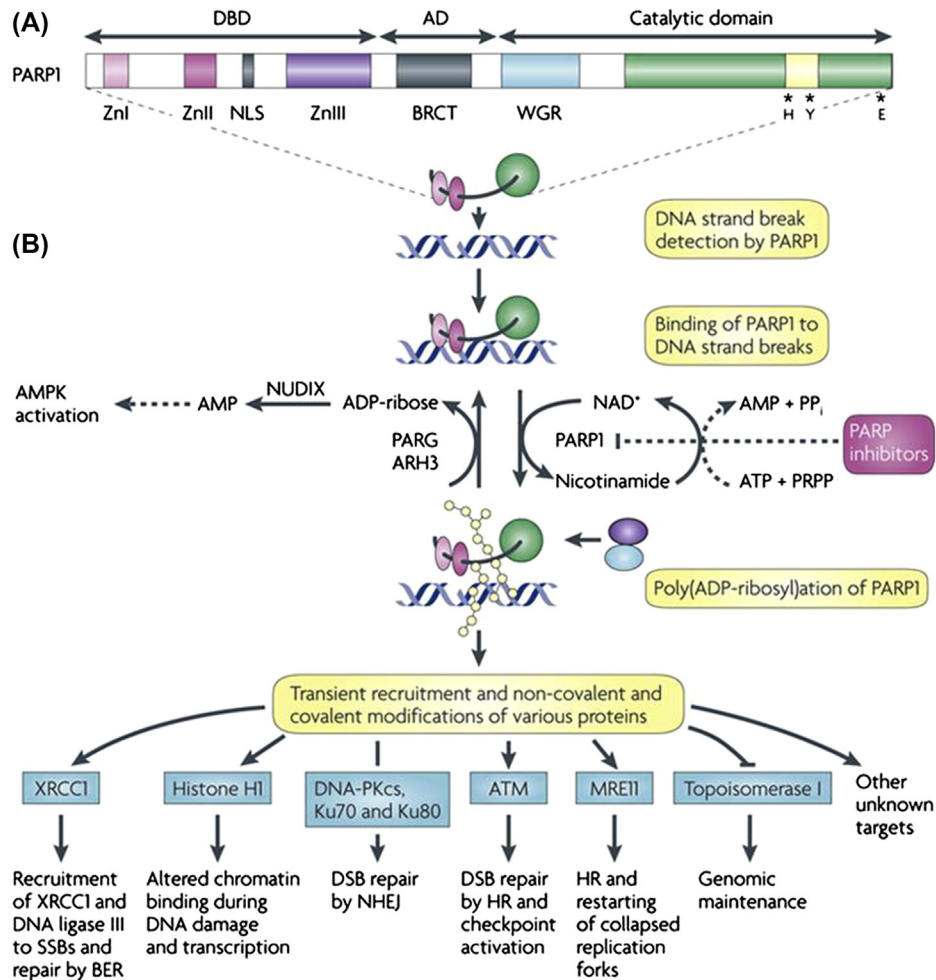 (A)
DBD AD Catalytic domain
PARP1
ZnI ZnII NLS ZnIII BRCT WGR
* * *
H Y E
(B)
DNA strand break
detection by PARP1
Binding of PARP1 to
DNA strand breaks
AMPK
activation
AMP
NUDIX
ADP-ribose
PARG
ARH3
NAD+
PARP1
Nicotinamide
AMP + PPi
ATP + PRPP
PARP
inhibitors
Poly(ADP-ribosyl)ation of PARP1
Transient recruitment and non-covalent and
covalent modifications of various proteins
XRCC1
Histone H1
DNA-PKcs,
Ku70 and Ku80
ATM
MRE11
Topoisomerase I
Other
unknown
targets
Recruitment
of XRCC1 and
DNA ligase III
to SSBs and
repair by BER
Altered chromatin
binding during
DNA damage
and transcription
DSB repair
by NHEJ
DSB repair
by HR and
checkpoint
activation
HR and
restarting
of collapsed
replication
forks
Genomic
maintenance